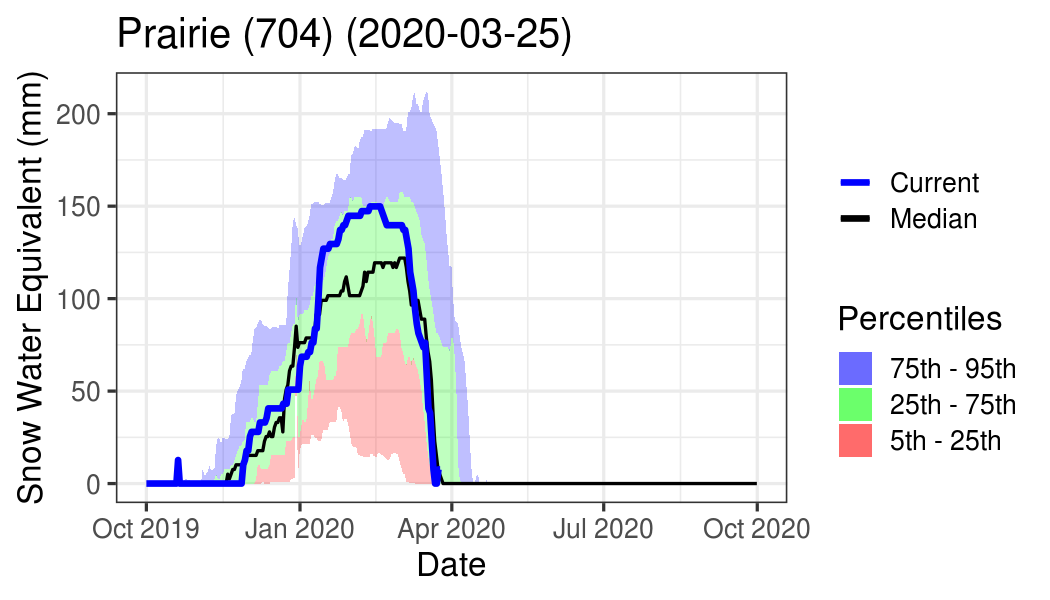 Prairie (704) (2020-03-25)
Snow Water Equivalent (mm)
200
150
100
50
0
Oct 2019
Jan 2020
Apr 2020
Jul 2020
Oct 2020
Date
Current
Median
Percentiles
75th - 95th
25th - 75th
5th - 25th